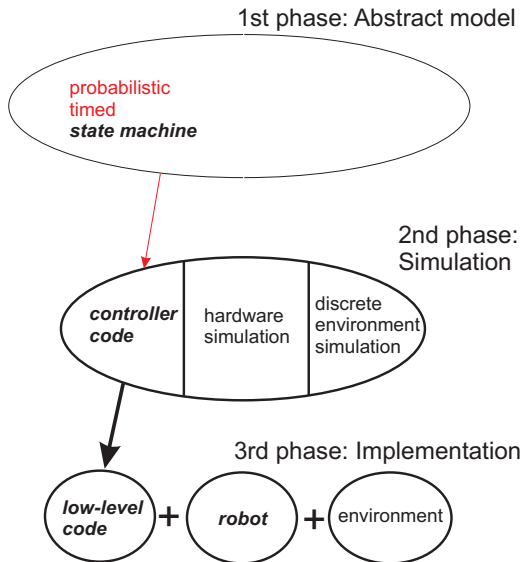 1st phase: Abstract model
probabilistic
timed
state machine
2nd phase:
Simulation
controller
code
hardware
simulation
discrete
environment
simulation
3rd phase: Implementation
low-level
code
+
robot
+
environment